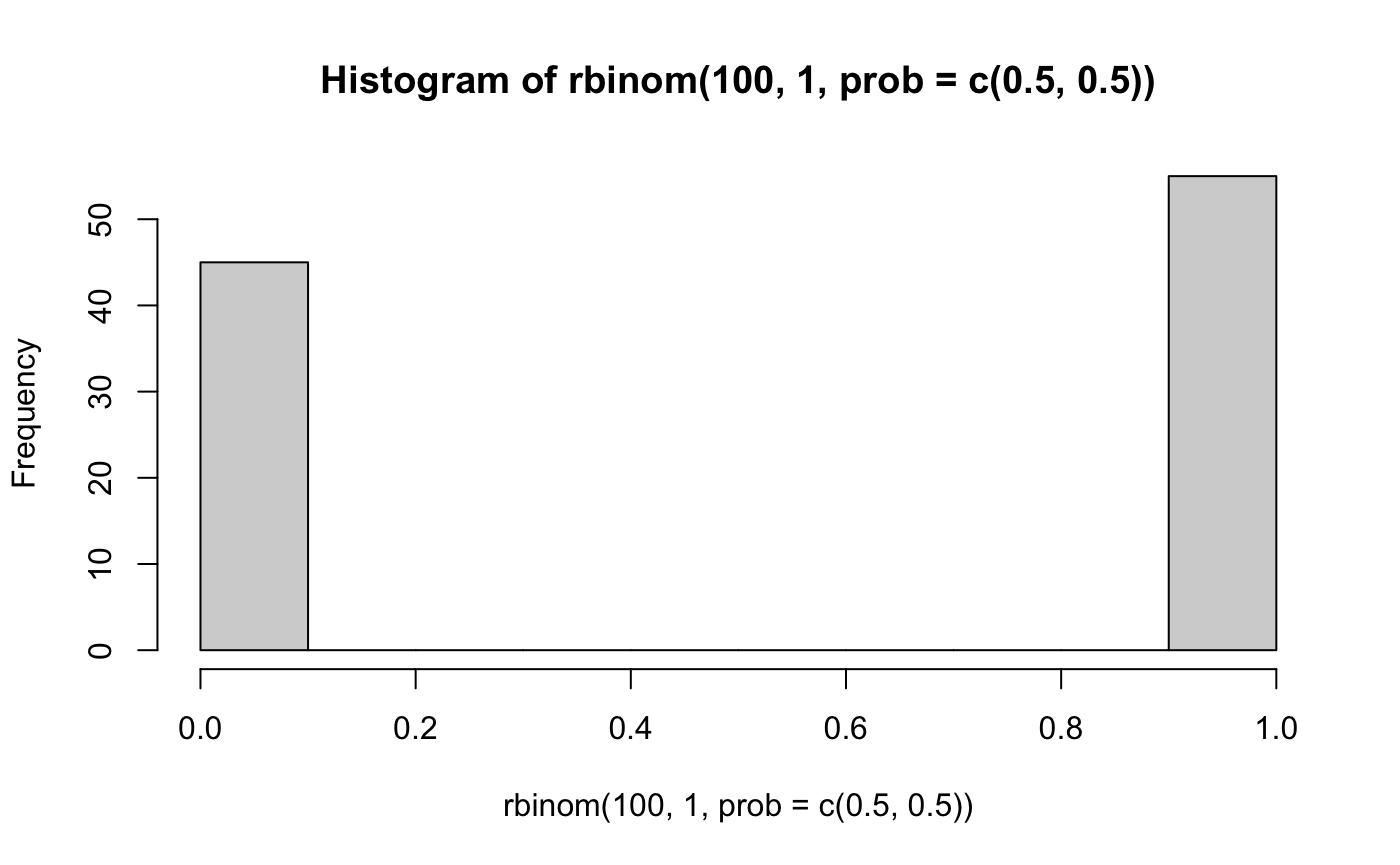 Histogram of rbinom(100, 1, prob = c(0.5, 0.5))
Frequency
50
40
30
20
10
0
0.0 0.2 0.4 0.6 0.8 1.0
rbinom(100, 1, prob = c(0.5, 0.5))